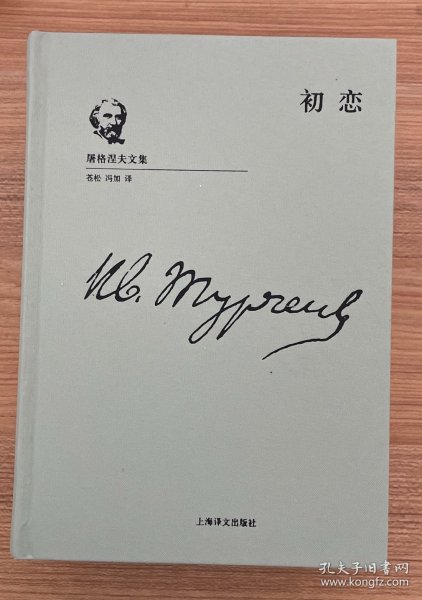 初恋
屠格涅夫文集
苍松 冯加 译
Ив. Тургенев
上海译文出版社
孔夫子旧书网
www.kongfz.com